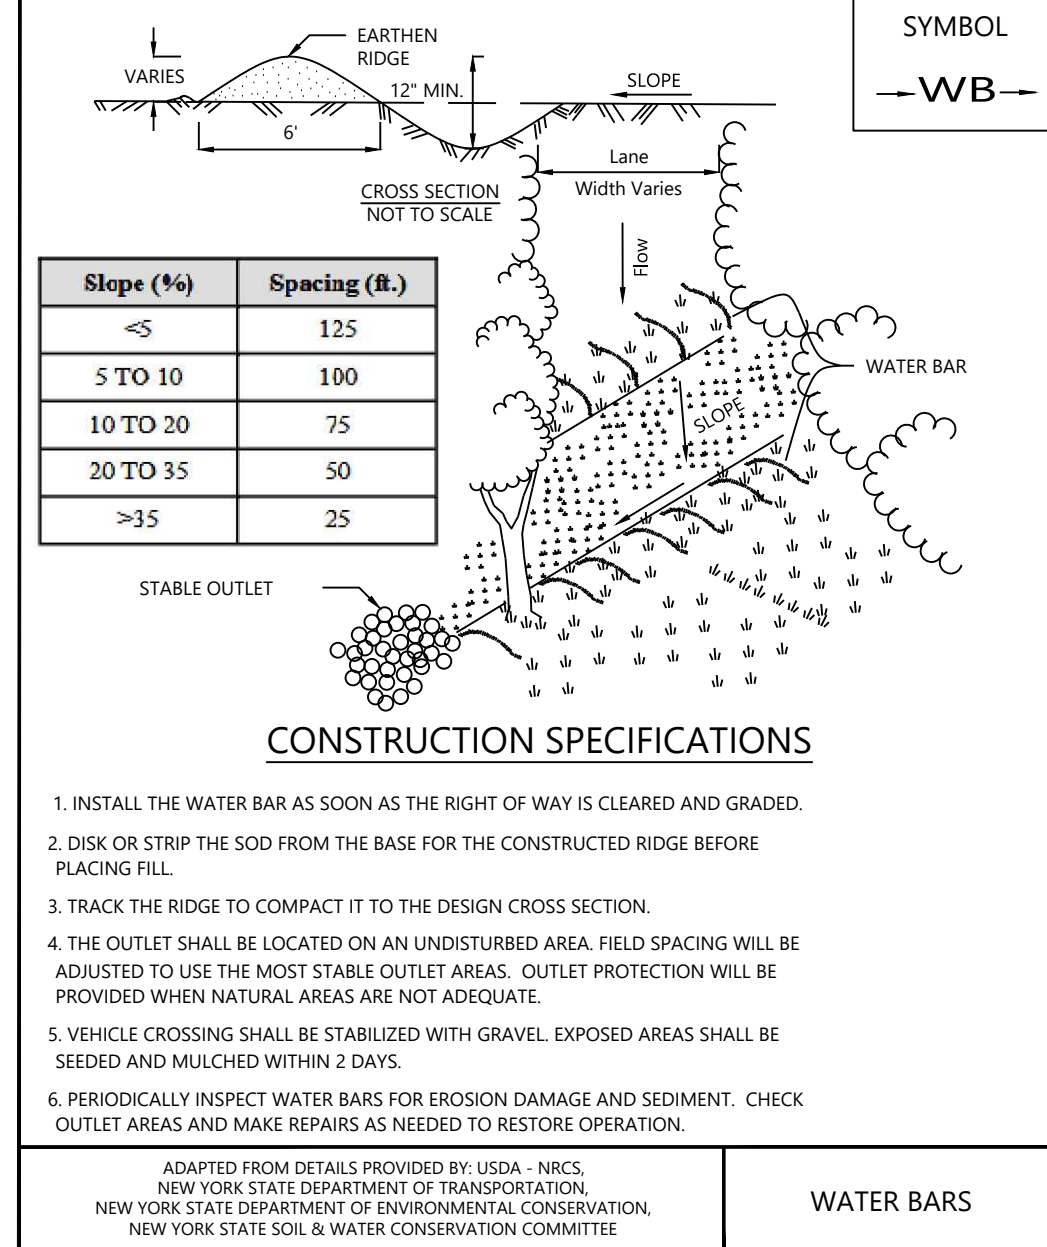 SYMBOL
WB
EARTHEN
RIDGE
VARIES
12" MIN.
SLOPE
6'
Lane
Width Varies
CROSS SECTION
NOT TO SCALE
Flow
Slope (%) Spacing (ft.)
<5 125
5 TO 10 100
10 TO 20 75
20 TO 35 50
>35 25
WATER BAR
SLOPE
STABLE OUTLET
CONSTRUCTION SPECIFICATIONS
1. INSTALL THE WATER BAR AS SOON AS THE RIGHT OF WAY IS CLEARED AND GRADED.
2. DISK OR STRIP THE SOD FROM THE BASE FOR THE CONSTRUCTED RIDGE BEFORE
PLACING FILL.
3. TRACK THE RIDGE TO COMPACT IT TO THE DESIGN CROSS SECTION.
4. THE OUTLET SHALL BE LOCATED ON AN UNDISTURBED AREA. FIELD SPACING WILL BE
ADJUSTED TO USE THE MOST STABLE OUTLET AREAS. OUTLET PROTECTION WILL BE
PROVIDED WHEN NATURAL AREAS ARE NOT ADEQUATE.
5. VEHICLE CROSSING SHALL BE STABILIZED WITH GRAVEL. EXPOSED AREAS SHALL BE
SEEDED AND MULCHED WITHIN 2 DAYS.
6. PERIODICALLY INSPECT WATER BARS FOR EROSION DAMAGE AND SEDIMENT. CHECK
OUTLET AREAS AND MAKE REPAIRS AS NEEDED TO RESTORE OPERATION.
ADAPTED FROM DETAILS PROVIDED BY: USDA - NRCS,
NEW YORK STATE DEPARTMENT OF TRANSPORTATION,
NEW YORK STATE DEPARTMENT OF ENVIRONMENTAL CONSERVATION,
NEW YORK STATE SOIL & WATER CONSERVATION COMMITTEE
WATER BARS